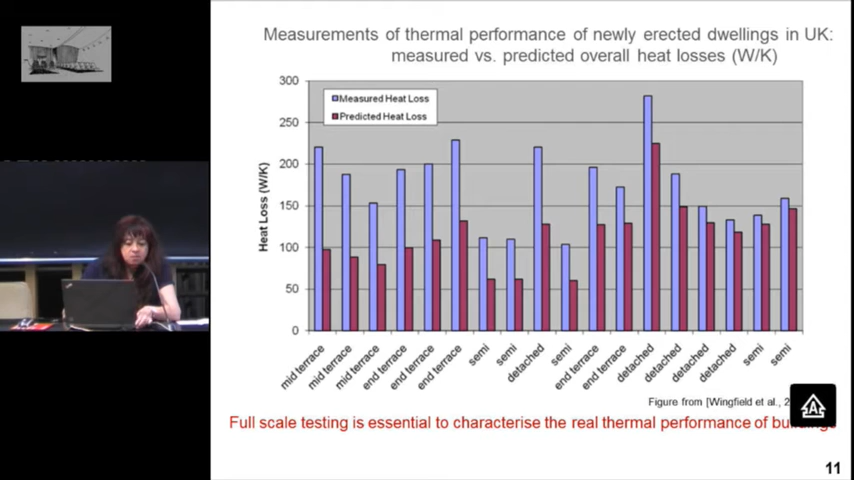 Measurements of thermal performance of newly erected dwellings in UK:
measured vs. predicted overall heat losses (W/K)
300
250
200
150
100
50
0
Heat Loss (W/K)
Measured Heat Loss
Predicted Heat Loss
mid terrace
mid terrace
mid terrace
end terrace
end terrace
end terrace
semi
semi
detached
semi
end terrace
end terrace
detached
detached
detached
detached
semi
semi
Figure from [Wingfield et al.,
Full scale testing is essential to characterise the real thermal performance of
11